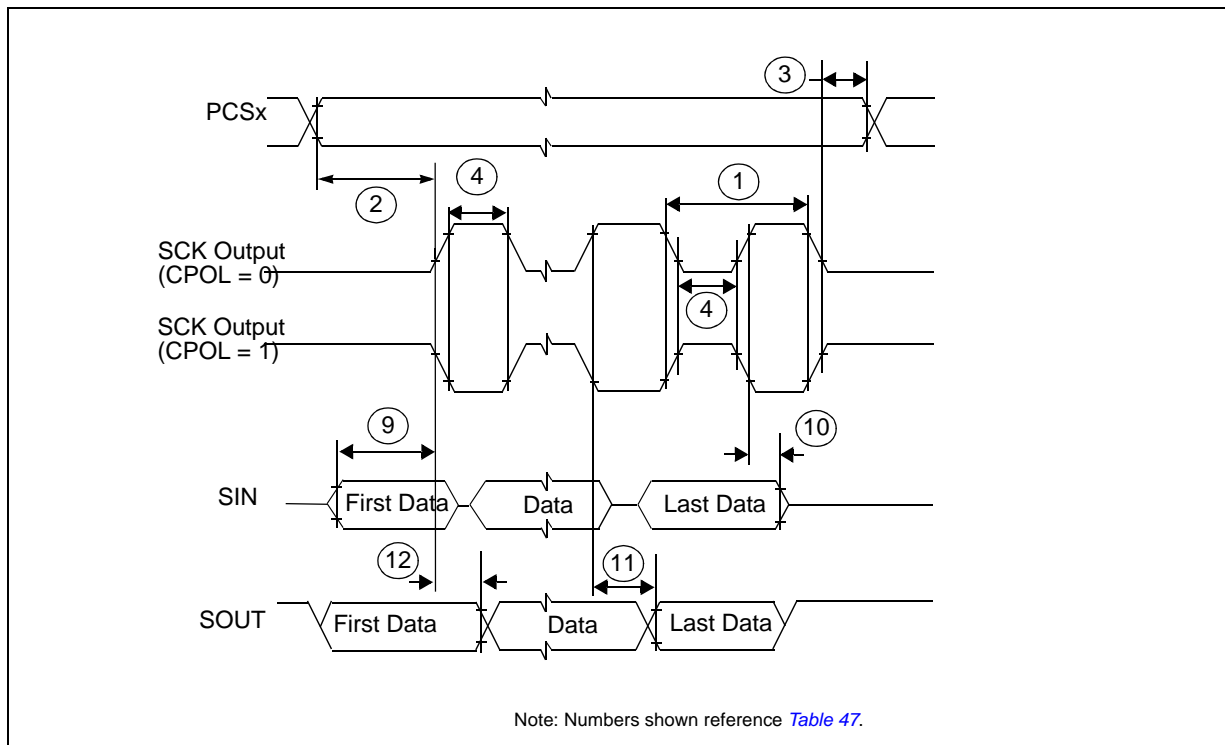 3
PCSx
2
4
1
SCK Output
(CPOL = 0)
4
SCK Output
(CPOL = 1)
9
10
SIN
First Data
Data
Last Data
12
11
SOUT
First Data
Data
Last Data
Note: Numbers shown reference Table 47.